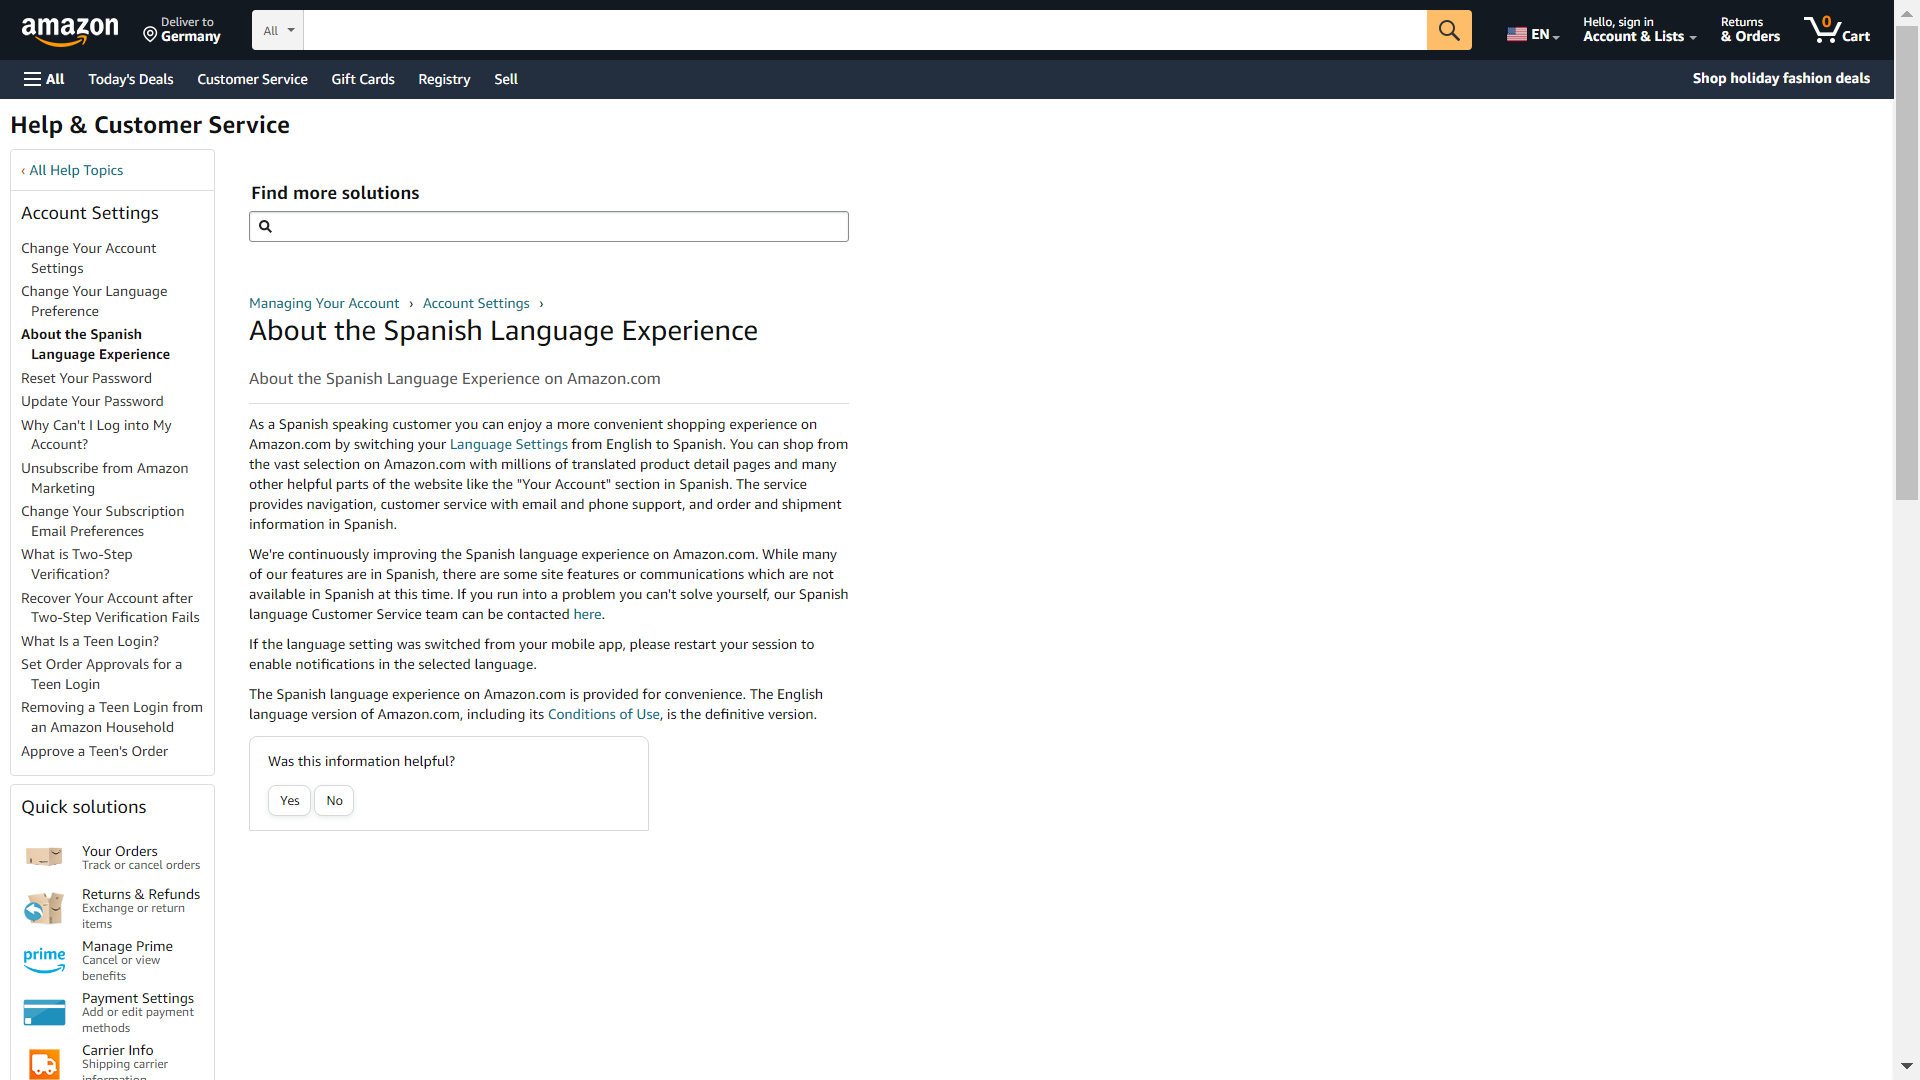 amazon
Deliver to
Germany
All
EN
Hello, sign in
Account & Lists
Returns
& Orders
0
Cart
All
Today's Deals
Customer Service
Gift Cards
Registry
Sell
Shop holiday fashion deals
Help & Customer Service
‹ All Help Topics
Account Settings
Change Your Account
Settings
Change Your Language
Preference
About the Spanish
Language Experience
Reset Your Password
Update Your Password
Why Can't I Log into My
Account?
Unsubscribe from Amazon
Marketing
Change Your Subscription
Email Preferences
What is Two-Step
Verification?
Recover Your Account after
Two-Step Verification Fails
What Is a Teen Login?
Set Order Approvals for a
Teen Login
Removing a Teen Login from
an Amazon Household
Approve a Teen's Order
Quick solutions
Your Orders
Track or cancel orders
Returns & Refunds
Exchange or return
items
prime
Manage Prime
Cancel or view
benefits
Payment Settings
Add or edit payment
methods
Carrier Info
Shipping carrier
information
Find more solutions
Managing Your Account › Account Settings ›
About the Spanish Language Experience
About the Spanish Language Experience on Amazon.com
As a Spanish speaking customer you can enjoy a more convenient shopping experience on
Amazon.com by switching your Language Settings from English to Spanish. You can shop from
the vast selection on Amazon.com with millions of translated product detail pages and many
other helpful parts of the website like the "Your Account" section in Spanish. The service
provides navigation, customer service with email and phone support, and order and shipment
information in Spanish.
We're continuously improving the Spanish language experience on Amazon.com. While many
of our features are in Spanish, there are some site features or communications which are not
available in Spanish at this time. If you run into a problem you can't solve yourself, our Spanish
language Customer Service team can be contacted here.
If the language setting was switched from your mobile app, please restart your session to
enable notifications in the selected language.
The Spanish language experience on Amazon.com is provided for convenience. The English
language version of Amazon.com, including its Conditions of Use, is the definitive version.
Was this information helpful?
Yes
No